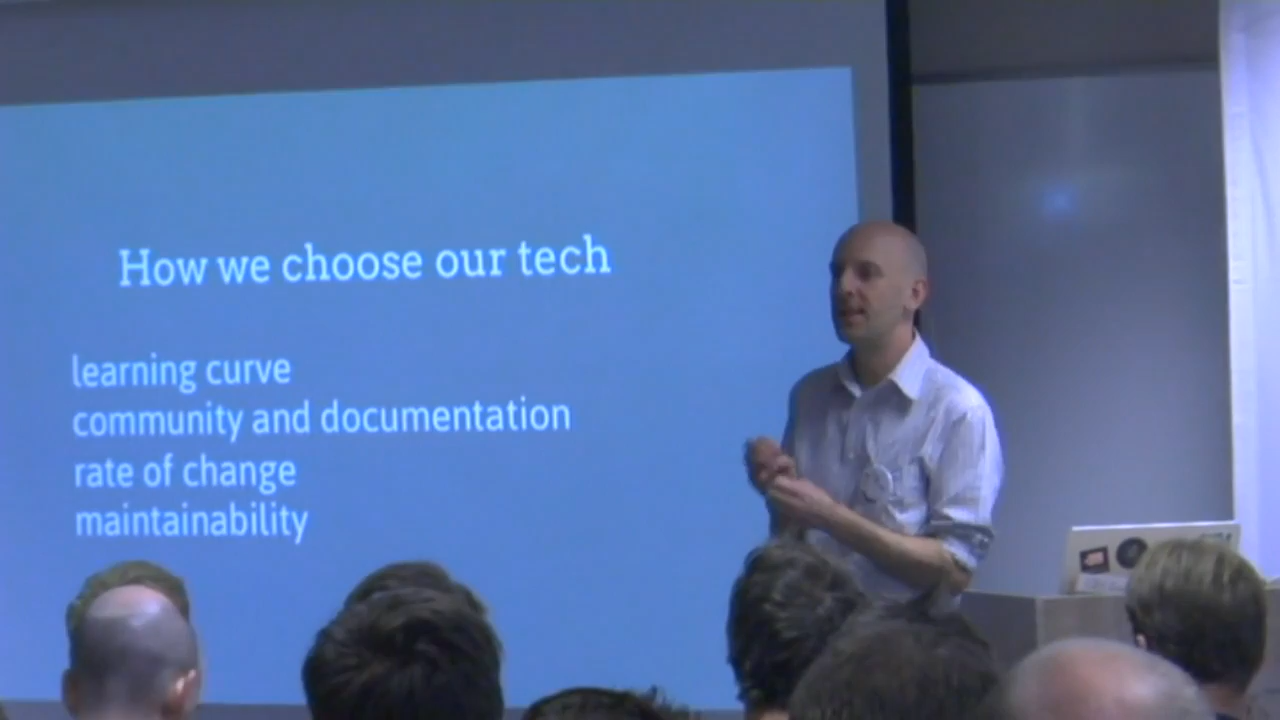 How we choose our tech
learning curve
community and documentation
rate of change
maintainability